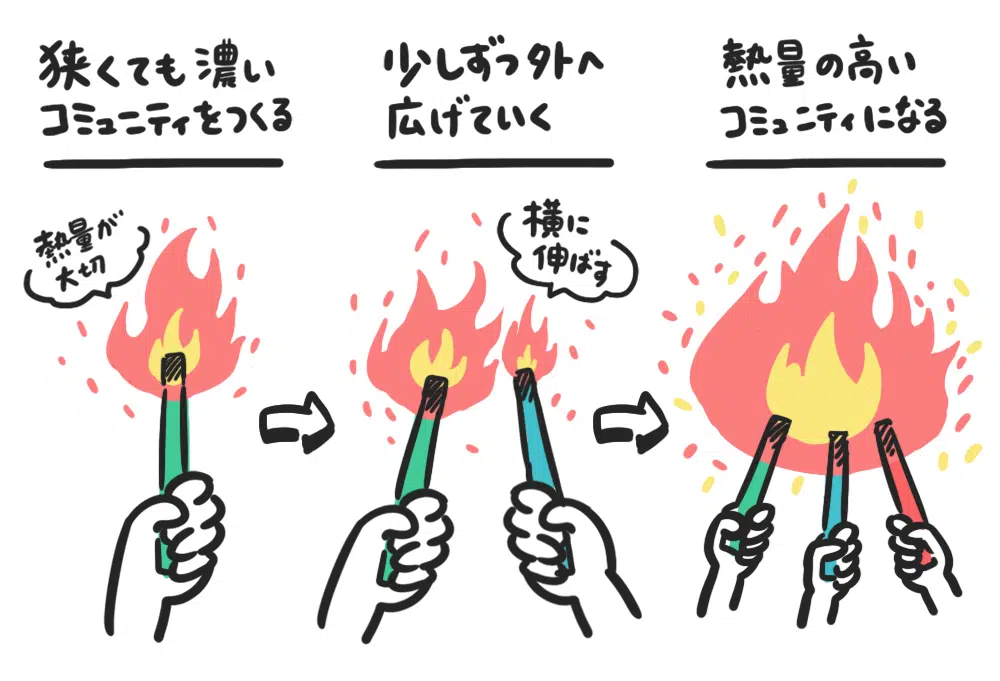 狭くても濃い
コミュニティをつくる
少しずつ外へ
広げていく
熱量の高い
コミュニティになる
熱量が
大切
横に
伸ばす